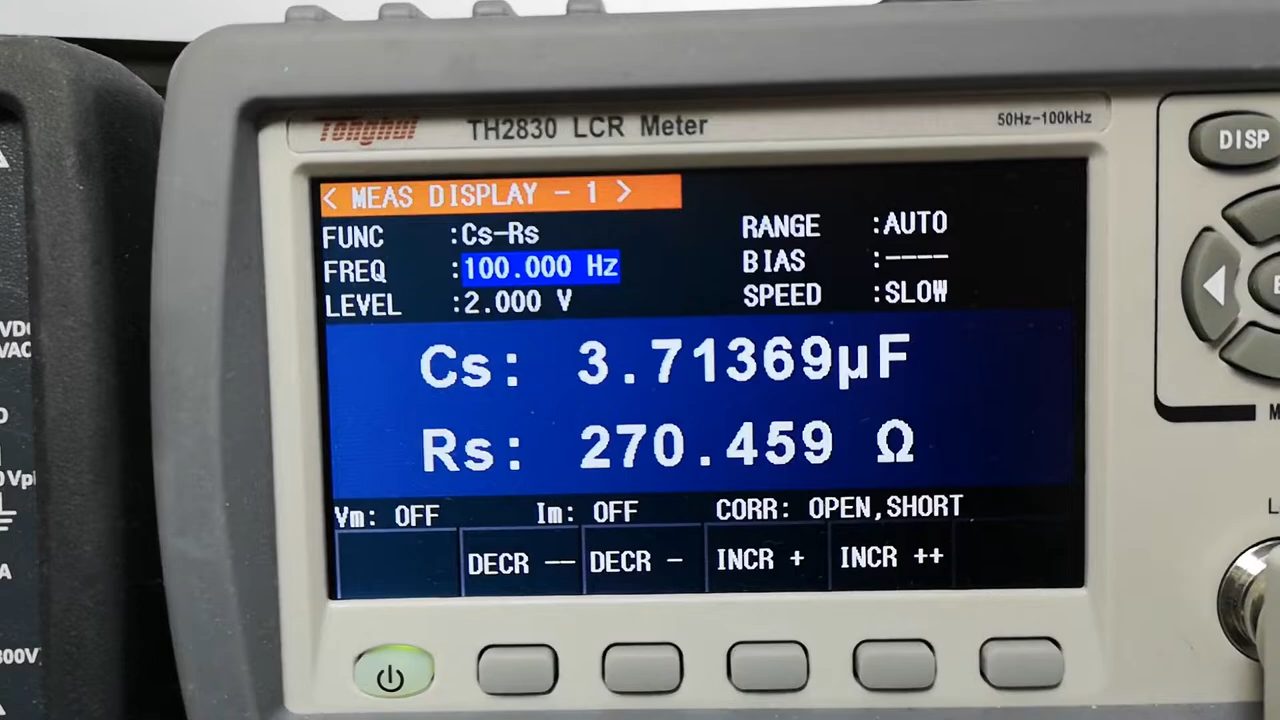 Tonghui TH2830 LCR Meter 50Hz-100kHz
DISP
< MEAS DISPLAY - 1 >
FUNC :Cs-Rs RANGE :AUTO
FREQ :100.000 Hz BIAS :----
LEVEL :2.000 V SPEED :SLOW
Cs: 3.71369µF
Rs: 270.459 Ω
Vm: OFF Im: OFF CORR: OPEN,SHORT
DECR -- DECR - INCR + INCR ++